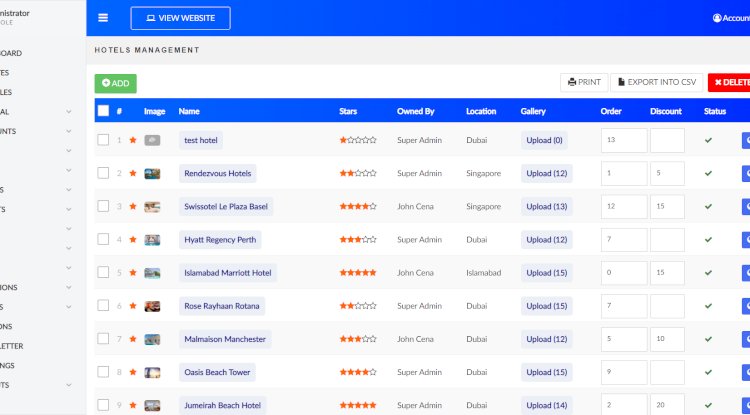 nistrator
OLE
VIEW WEBSITE
Accoun
HOTELS MANAGEMENT
ADD
PRINT
EXPORT INTO CSV
DELETE
# Image Name Stars Owned By Location Gallery Order Discount Status
1 test hotel Super Admin Dubai Upload (0) 13
2 Rendezvous Hotels Super Admin Singapore Upload (12) 1 5
3 Swissotel Le Plaza Basel John Cena Singapore Upload (13) 12 15
4 Hyatt Regency Perth Super Admin Dubai Upload (12) 7
5 Islamabad Marriott Hotel John Cena Islamabad Upload (15) 0 15
6 Rose Rayhaan Rotana Super Admin Dubai Upload (15) 7
7 Malmaison Manchester John Cena Dubai Upload (12) 5 10
8 Oasis Beach Tower Super Admin Dubai Upload (15) 9
9 Jumeirah Beach Hotel Super Admin Dubai Upload (14) 2 20
BOARD
TES
LES
AL
UNTS
S
TS
S
IONS
S
ONS
LETTER
NGS
NTS